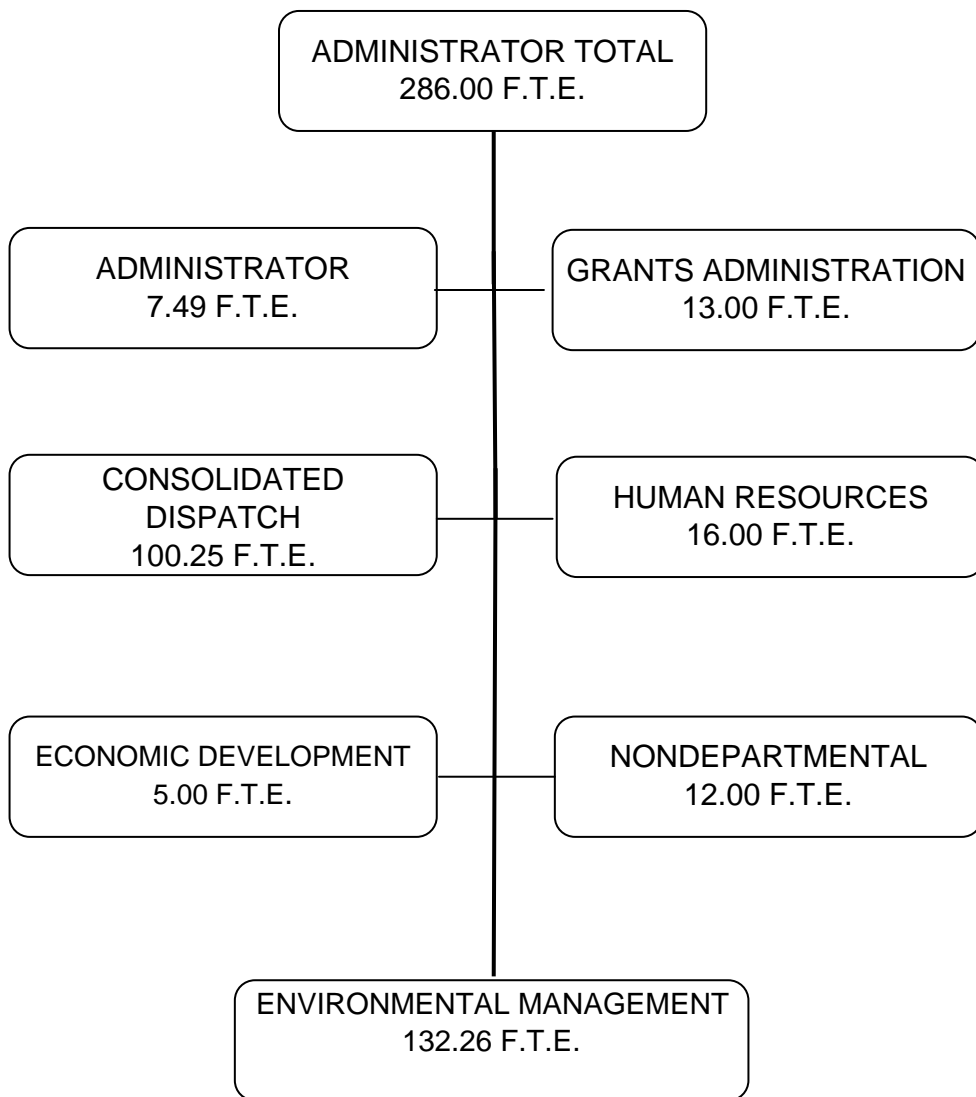 ADMINISTRATOR TOTAL
286.00 F.T.E.
ADMINISTRATOR
7.49 F.T.E.
GRANTS ADMINISTRATION
13.00 F.T.E.
CONSOLIDATED
DISPATCH
100.25 F.T.E.
HUMAN RESOURCES
16.00 F.T.E.
ECONOMIC DEVELOPMENT
5.00 F.T.E.
NONDEPARTMENTAL
12.00 F.T.E.
ENVIRONMENTAL MANAGEMENT
132.26 F.T.E.